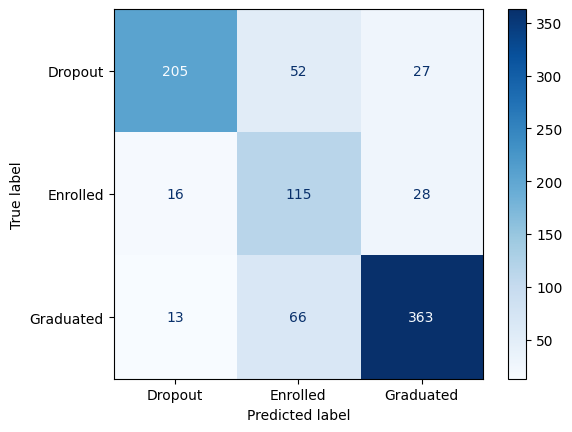 350
Dropout 205 52 27
300
250
True label
Enrolled 16 115 28
200
150
100
Graduated 13 66 363
50
Dropout Enrolled Graduated
Predicted label